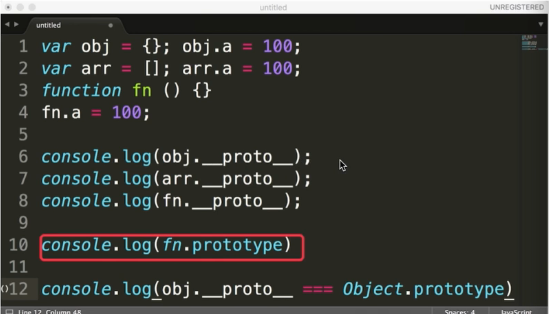 untitled
UNREGISTERED
untitled
1 var obj = {}; obj.a = 100;
2 var arr = []; arr.a = 100;
3 function fn () {}
4 fn.a = 100;
5
6 console.log(obj.__proto__);
7 console.log(arr.__proto__);
8 console.log(fn.__proto__);
9
10 console.log(fn.prototype)
11
12 console.log(obj.__proto__ === Object.prototype)
Line 12, Column 48
Spaces: 4
JavaScript